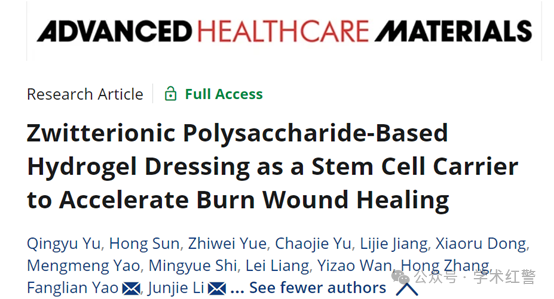 ADVANCED HEALTHCARE MATERIALS
Research Article Full Access
Zwitterionic Polysaccharide-Based
Hydrogel Dressing as a Stem Cell Carrier
to Accelerate Burn Wound Healing
Qingyu Yu, Hong Sun, Zhiwei Yue, Chaojie Yu, Lijie Jiang, Xiaoru Dong,
Mengmeng Yao, Mingyue Shi, Lei Liang, Yizao Wan, Hong Zhang,
Fanglian Yao, Junjie Li ... See fewer authors
公众号 · 学术红警